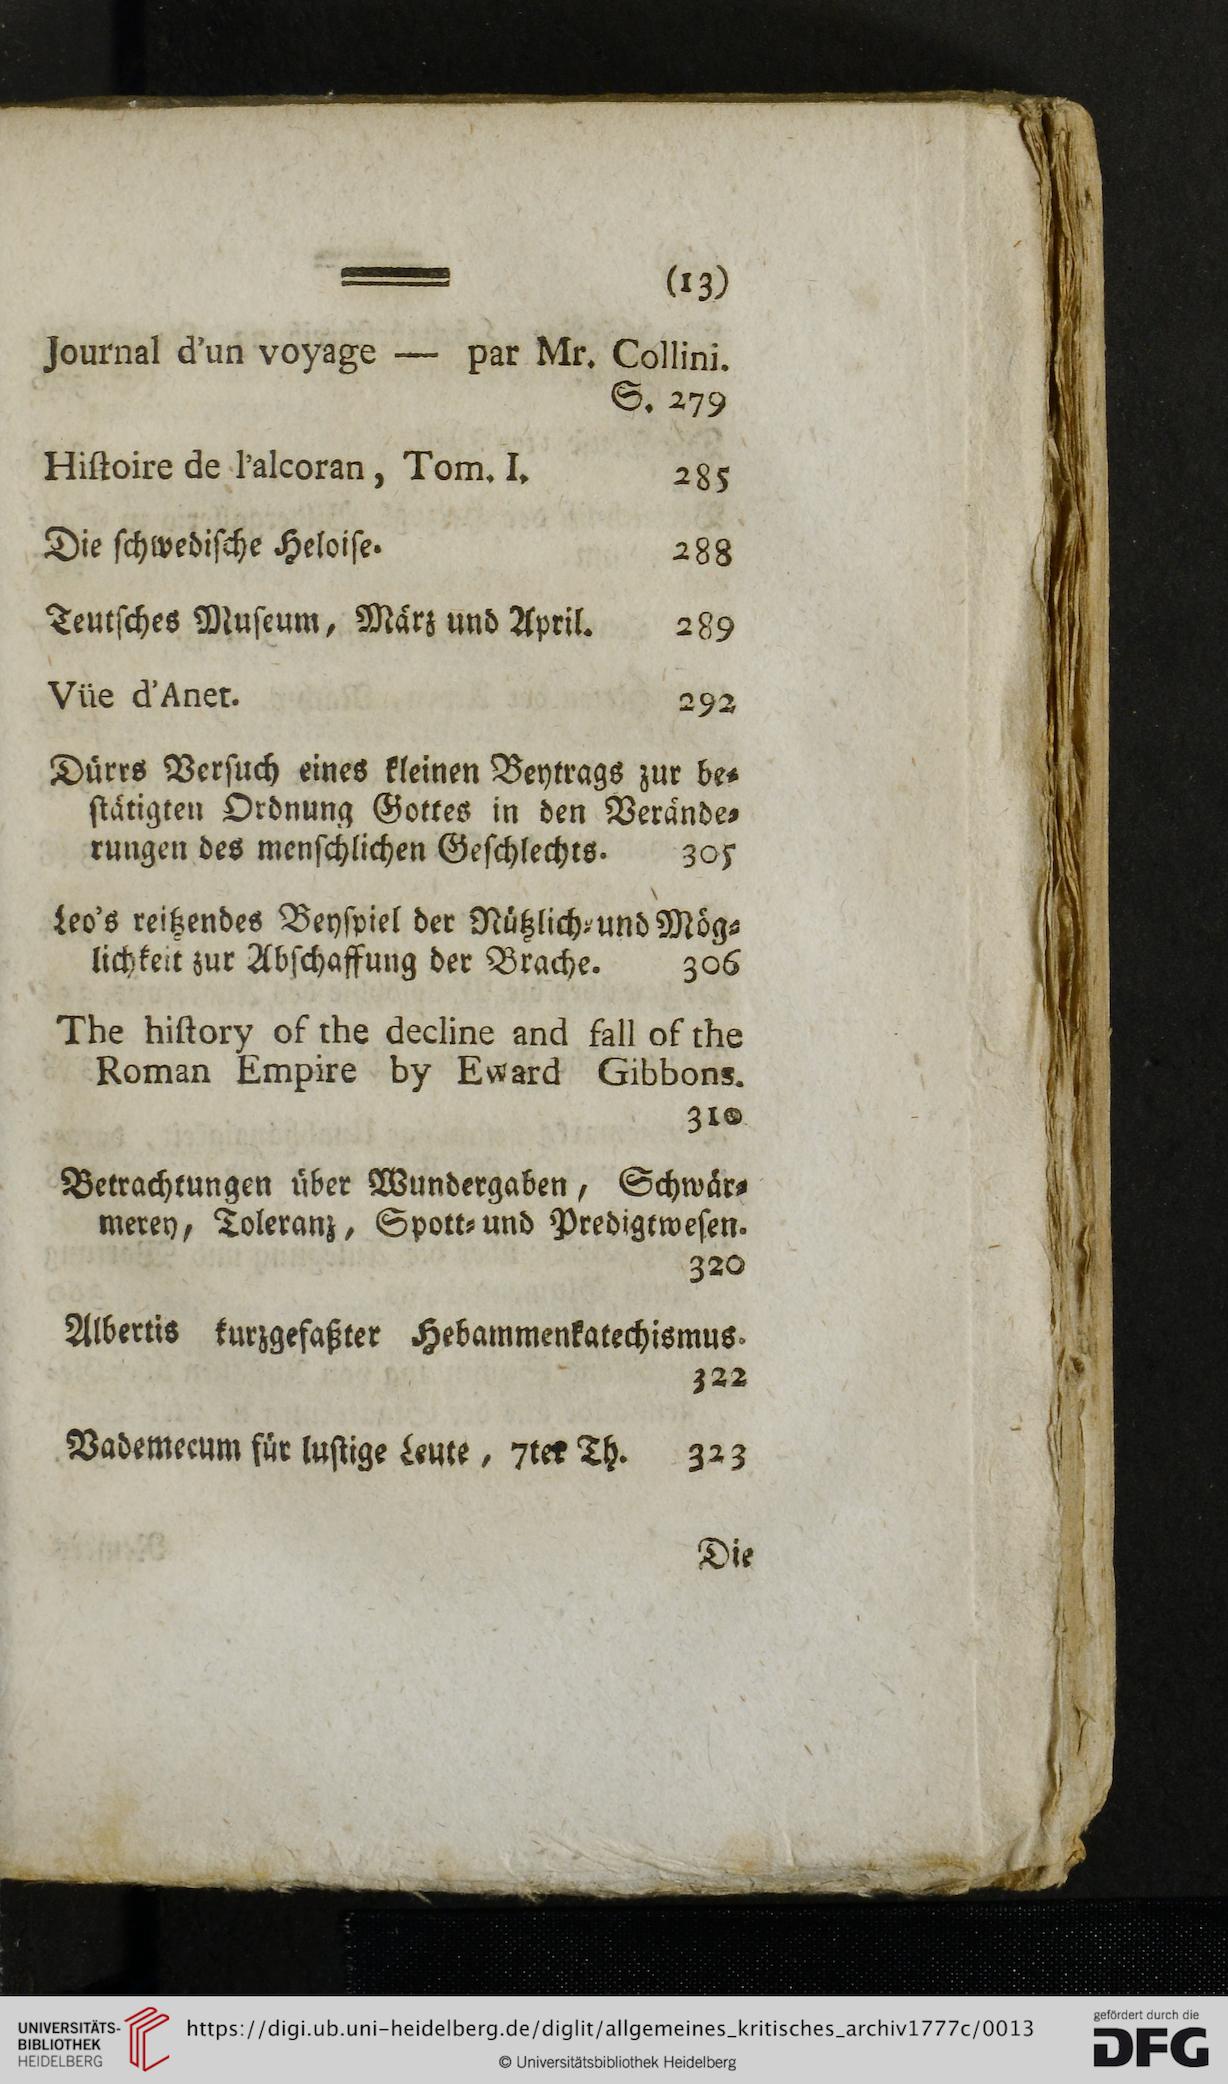 (13)
Journal d'un voyage — par Mr. Collini.
S. 279
Hiſtoire de l'alcoran, Tom. I. 285
Die ſchwediſche Heloiſe. 288
Teutſches Muſeum, März und April. 289
Vüe d'Anet. 292
Dürrs Verſuch eines kleinen Beytrags zur be⸗
ſtätigten Ordnung Gottes in den Verände⸗
rungen des menſchlichen Geſchlechts. 305
Leo's reitzendes Beyſpiel der Nützlich⸗und Mög⸗
lichkeit zur Abſchaffung der Brache. 306
The hiſtory of the decline and fall of the
Roman Empire by Eward Gibbons.
310
Betrachtungen über Wundergaben, Schwär⸗
merey, Toleranz, Spott⸗und Predigtweſen.
320
Albertis kurzgefaßter Hebammenkatechismus.
322
Vademecum für luſtige Leute, 7ter Th. 323
Die
UNIVERSITÄTS-
BIBLIOTHEK
HEIDELBERG
https://digi.ub.uni-heidelberg.de/diglit/allgemeines_kritisches_archiv1777c/0013
© Universitätsbibliothek Heidelberg
gefördert durch die
DFG